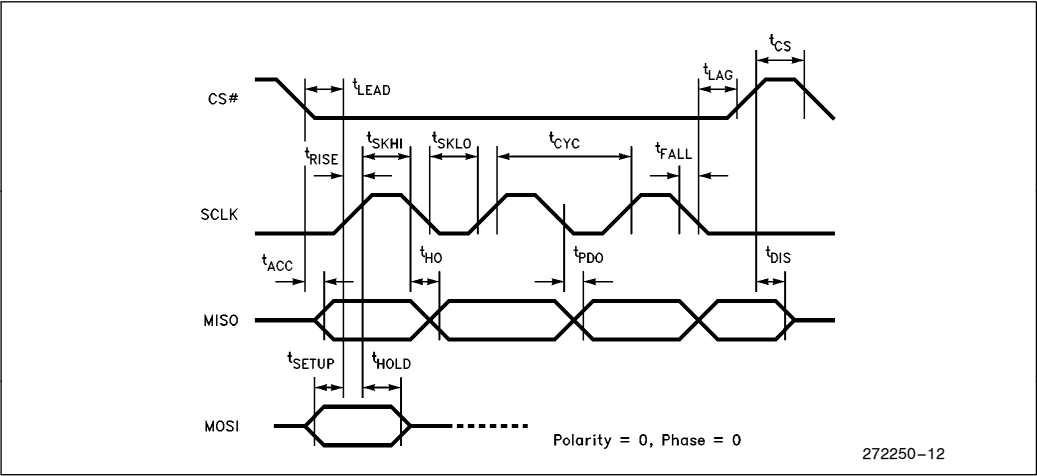 tCS
tLAG
CS#
tLEAD
tSKHI
tSKLO
tCYC
tRISE
tFALL
SCLK
tHO
tPDO
tDIS
tACC
MISO
tSETUP
tHOLD
MOSI
Polarity = 0, Phase = 0
272250–12